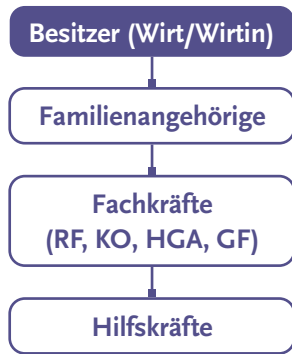 Besitzer (Wirt/Wirtin)
Familienangehörige
Fachkräfte
(RF, KO, HGA, GF)
Hilfskräfte